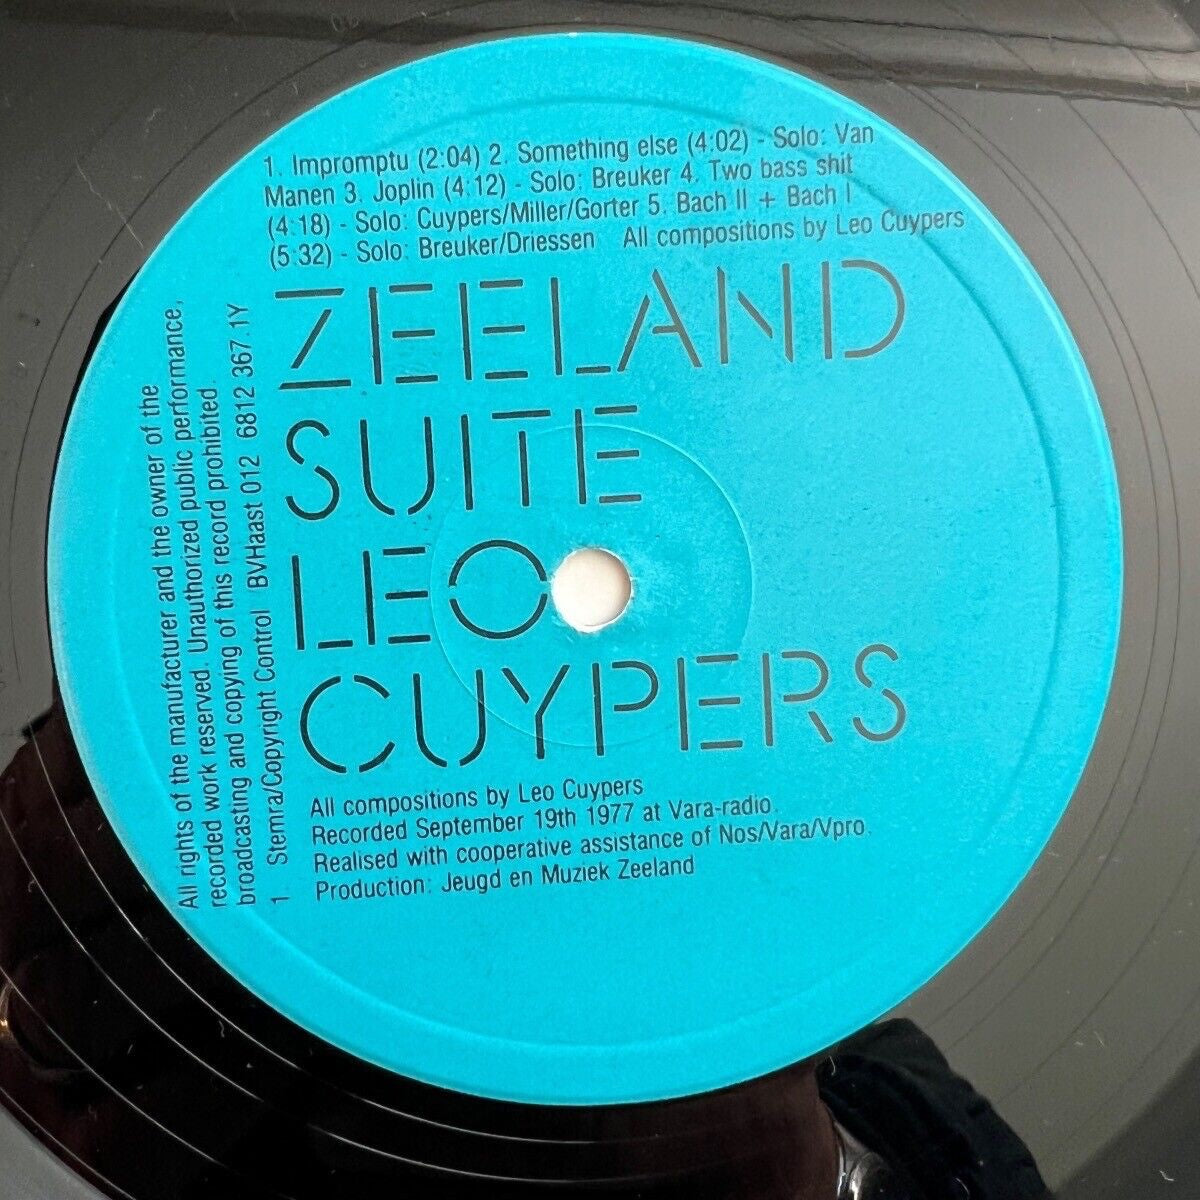 1. Impromptu (2:04) 2. Something else (4:02) - Solo: Van
Manen 3. Joplin (4:12) - Solo: Breuker 4. Two bass shit
(4:18) - Solo: Cuypers/Miller/Gorter 5. Bach II + Bach I
(5:32) - Solo: Breuker/Driessen All compositions by Leo Cuypers
ZEELAND
SUITE
LEO
CUYPERS
All compositions by Leo Cuypers
Recorded September 19th 1977 at Vara-radio.
Realised with cooperative assistance of Nos/Vara/Vpro.
Production: Jeugd en Muziek Zeeland
All rights of the manufacturer and the owner of the
recorded work reserved. Unauthorized public performance,
broadcasting and copying of this record prohibited.
1 Stemra/Copyright Control BVHaast 012 6812 367.1Y